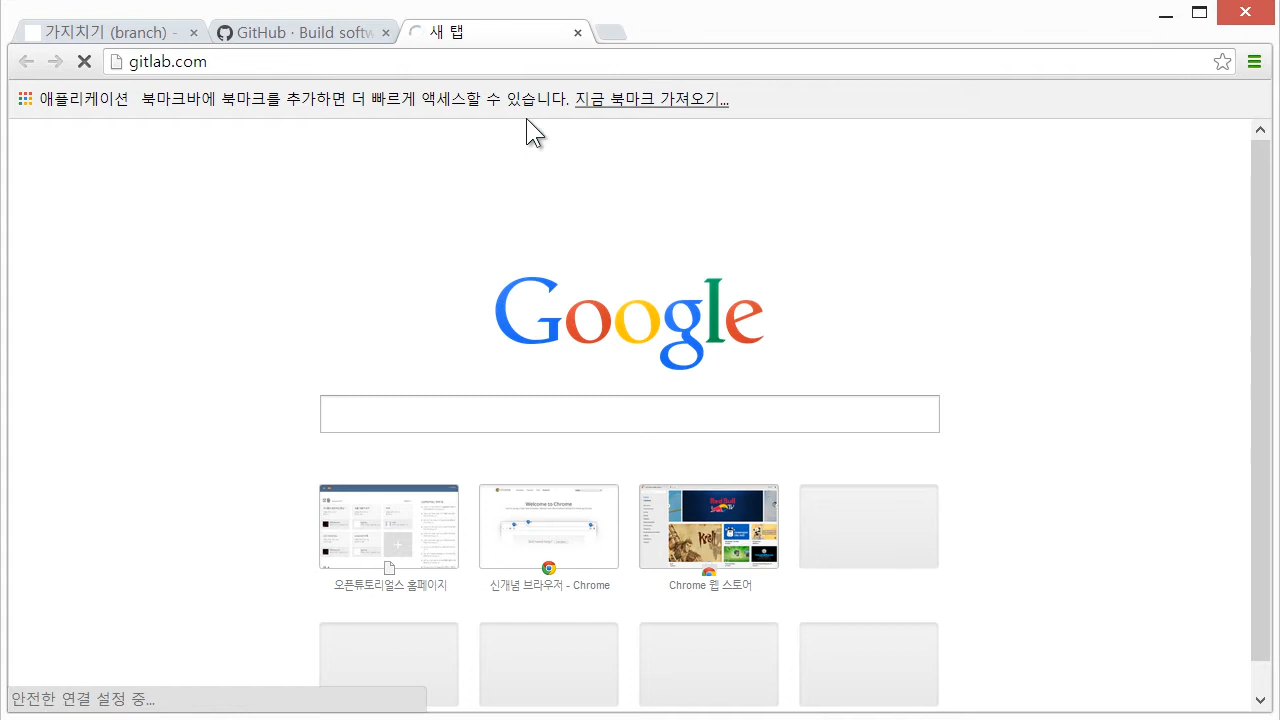 가지치기 (branch) -
GitHub · Build softw
새 탭
gitlab.com
애플리케이션 북마크바에 북마크를 추가하면 더 빠르게 액세스할 수 있습니다. 지금 북마크 가져오기...
Google
Welcome to Chrome
오픈튜토리얼스 홈페이지
신개념 브라우저 - Chrome
Chrome 웹 스토어
안전한 연결 설정 중...